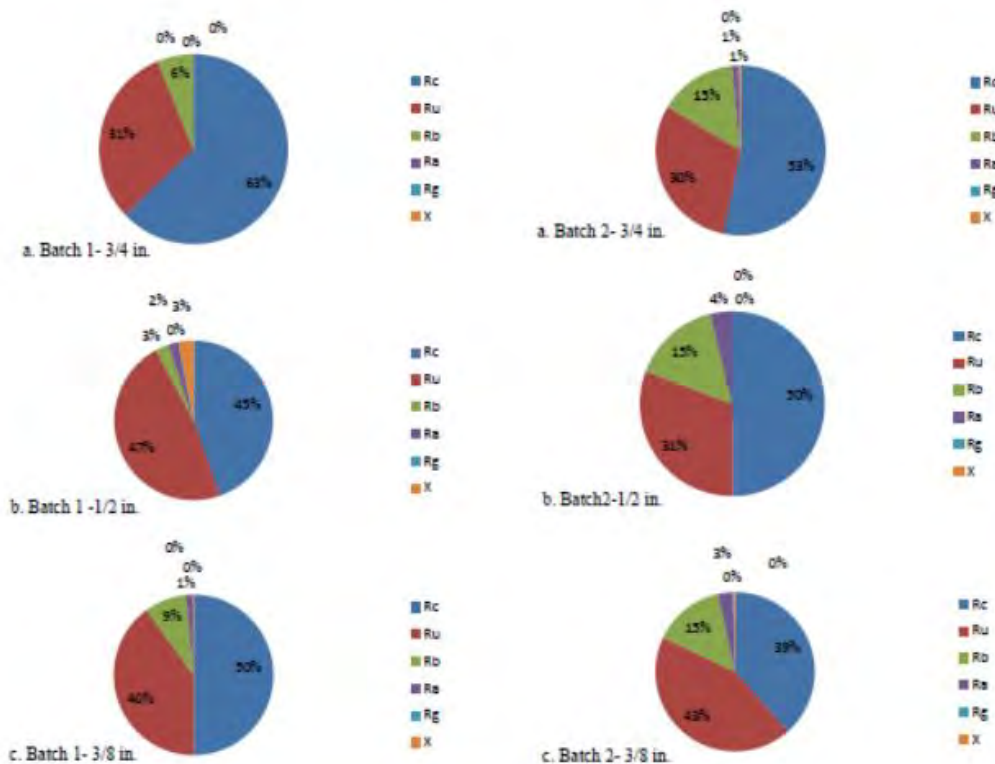 0%
0% 0%
6%
31%
63%
Rc
Ru
Rb
Ra
Rg
X
a. Batch 1- 3/4 in.
0%
1%
1%
15%
30%
53%
Rc
Ru
Rb
Ra
Rg
X
a. Batch 2- 3/4 in.
2% 3%
3% 0%
45%
47%
Rc
Ru
Rb
Ra
Rg
X
b. Batch 1 -1/2 in.
0%
4% 0%
15%
50%
31%
Rc
Ru
Rb
Ra
Rg
X
b. Batch2-1/2 in.
0%
0%
1%
9%
50%
40%
Rc
Ru
Rb
Ra
Rg
X
c. Batch 1- 3/8 in.
3% 0%
0%
15%
39%
43%
Rc
Ru
Rb
Ra
Rg
X
c. Batch 2- 3/8 in.